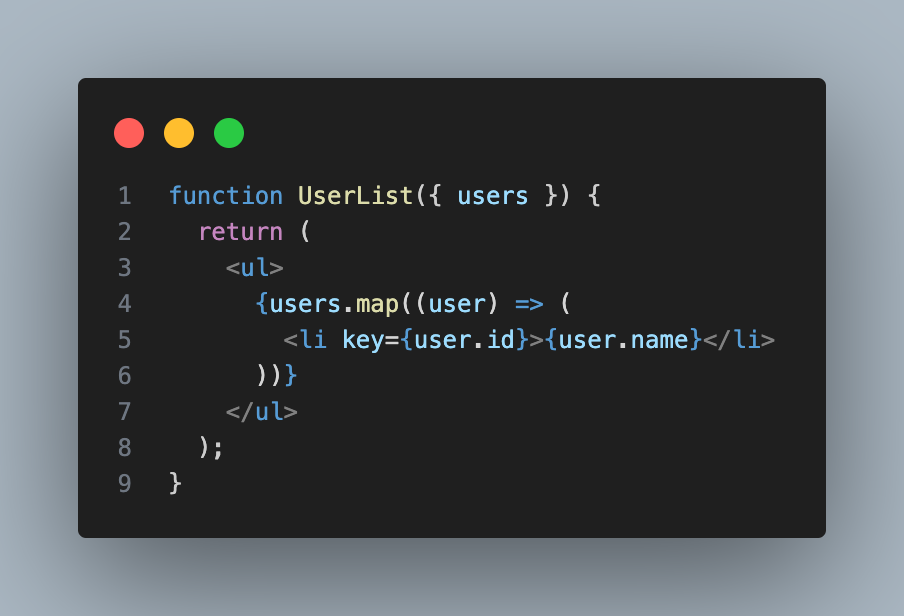 1 function UserList({ users }) {
2   return (
3     <ul>
4       {users.map((user) => (
5         <li key={user.id}>{user.name}</li>
6       ))}
7     </ul>
8   );
9 }